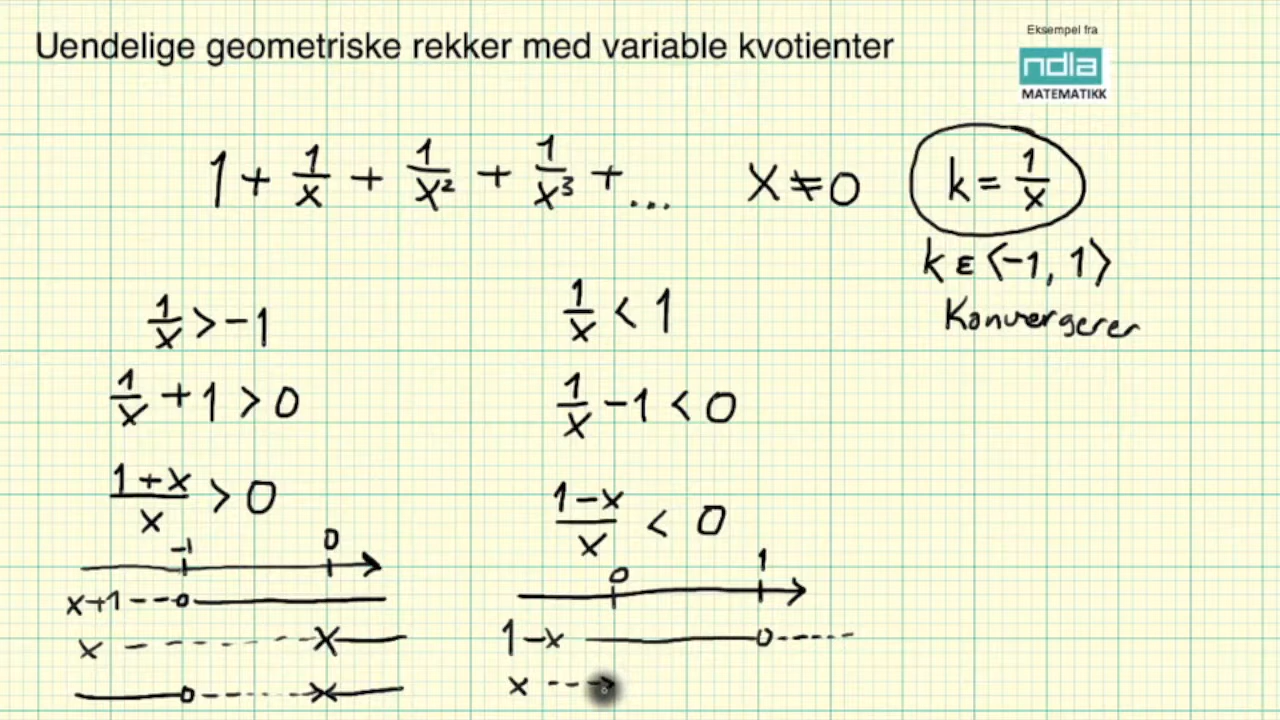 Uendelige geometriske rekker med variable kvotienter
Eksempel fra
ndla
MATEMATIKK
1 + 1/x + 1/x² + 1/x³ + ... x ≠ 0 k = 1/x
k ε ⟨-1, 1⟩
Konvergerer
1/x > -1
1/x + 1 > 0
(1+x)/x > 0
-1 0
x+1
x
1/x < 1
1/x - 1 < 0
(1-x)/x < 0
0 1
1-x
x